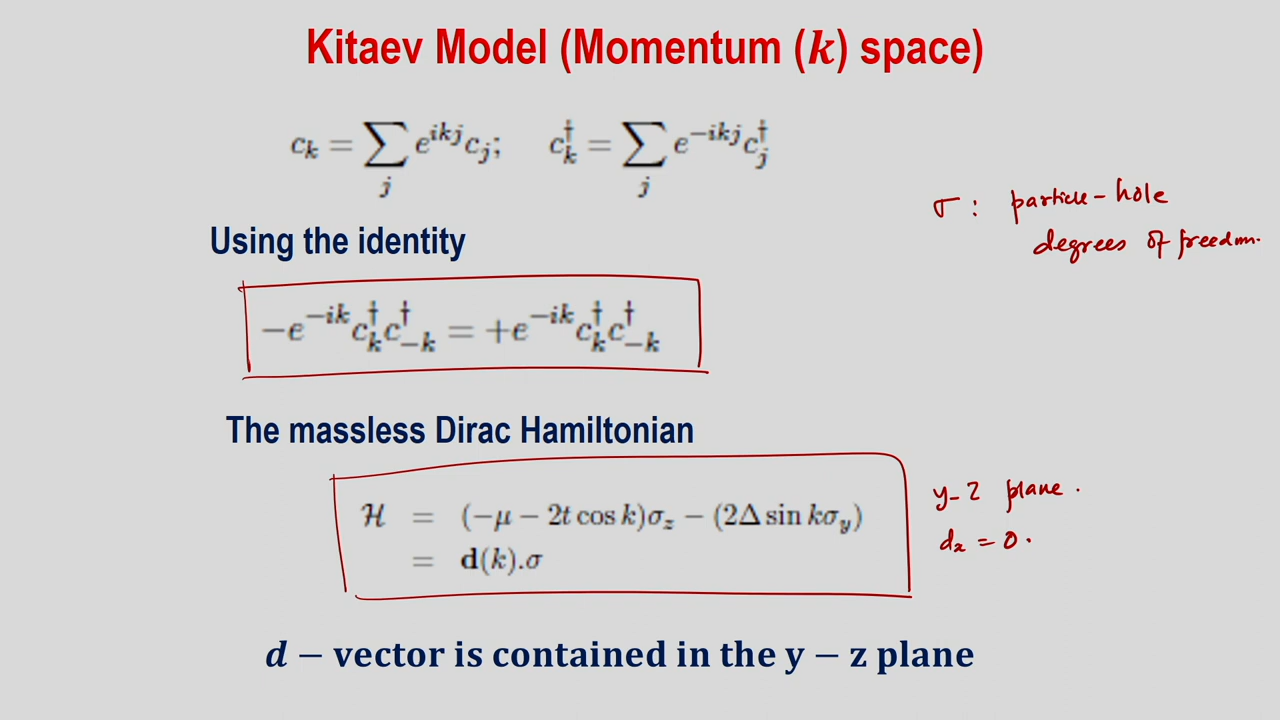 Kitaev Model (Momentum (k) space)
c_k = ∑_j e^{ikj} c_j;   c_k^† = ∑_j e^{-ikj} c_j^†
σ: particle-hole
degrees of freedom.
Using the identity
−e^{−ik} c_k^† c_{−k}^† = +e^{−ik} c_k^† c_{−k}^†
The massless Dirac Hamiltonian
ℋ = (−μ − 2t cos k)σ_z − (2Δ sin kσ_y)
= d(k).σ
y-z plane.
d_x = 0.
d − vector is contained in the y − z plane